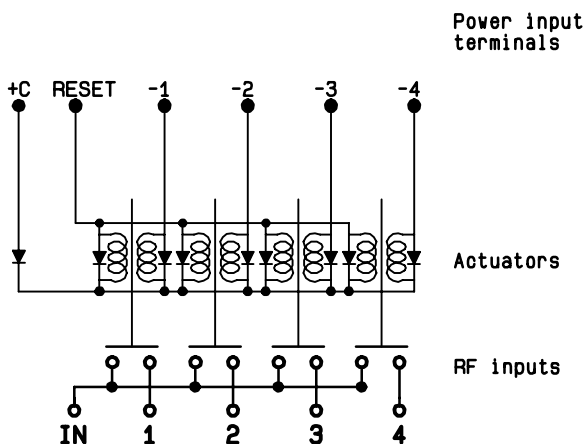 Power input
terminals
+C RESET -1 -2 -3 -4
Actuators
RF inputs
IN 1 2 3 4